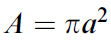 A = πa²